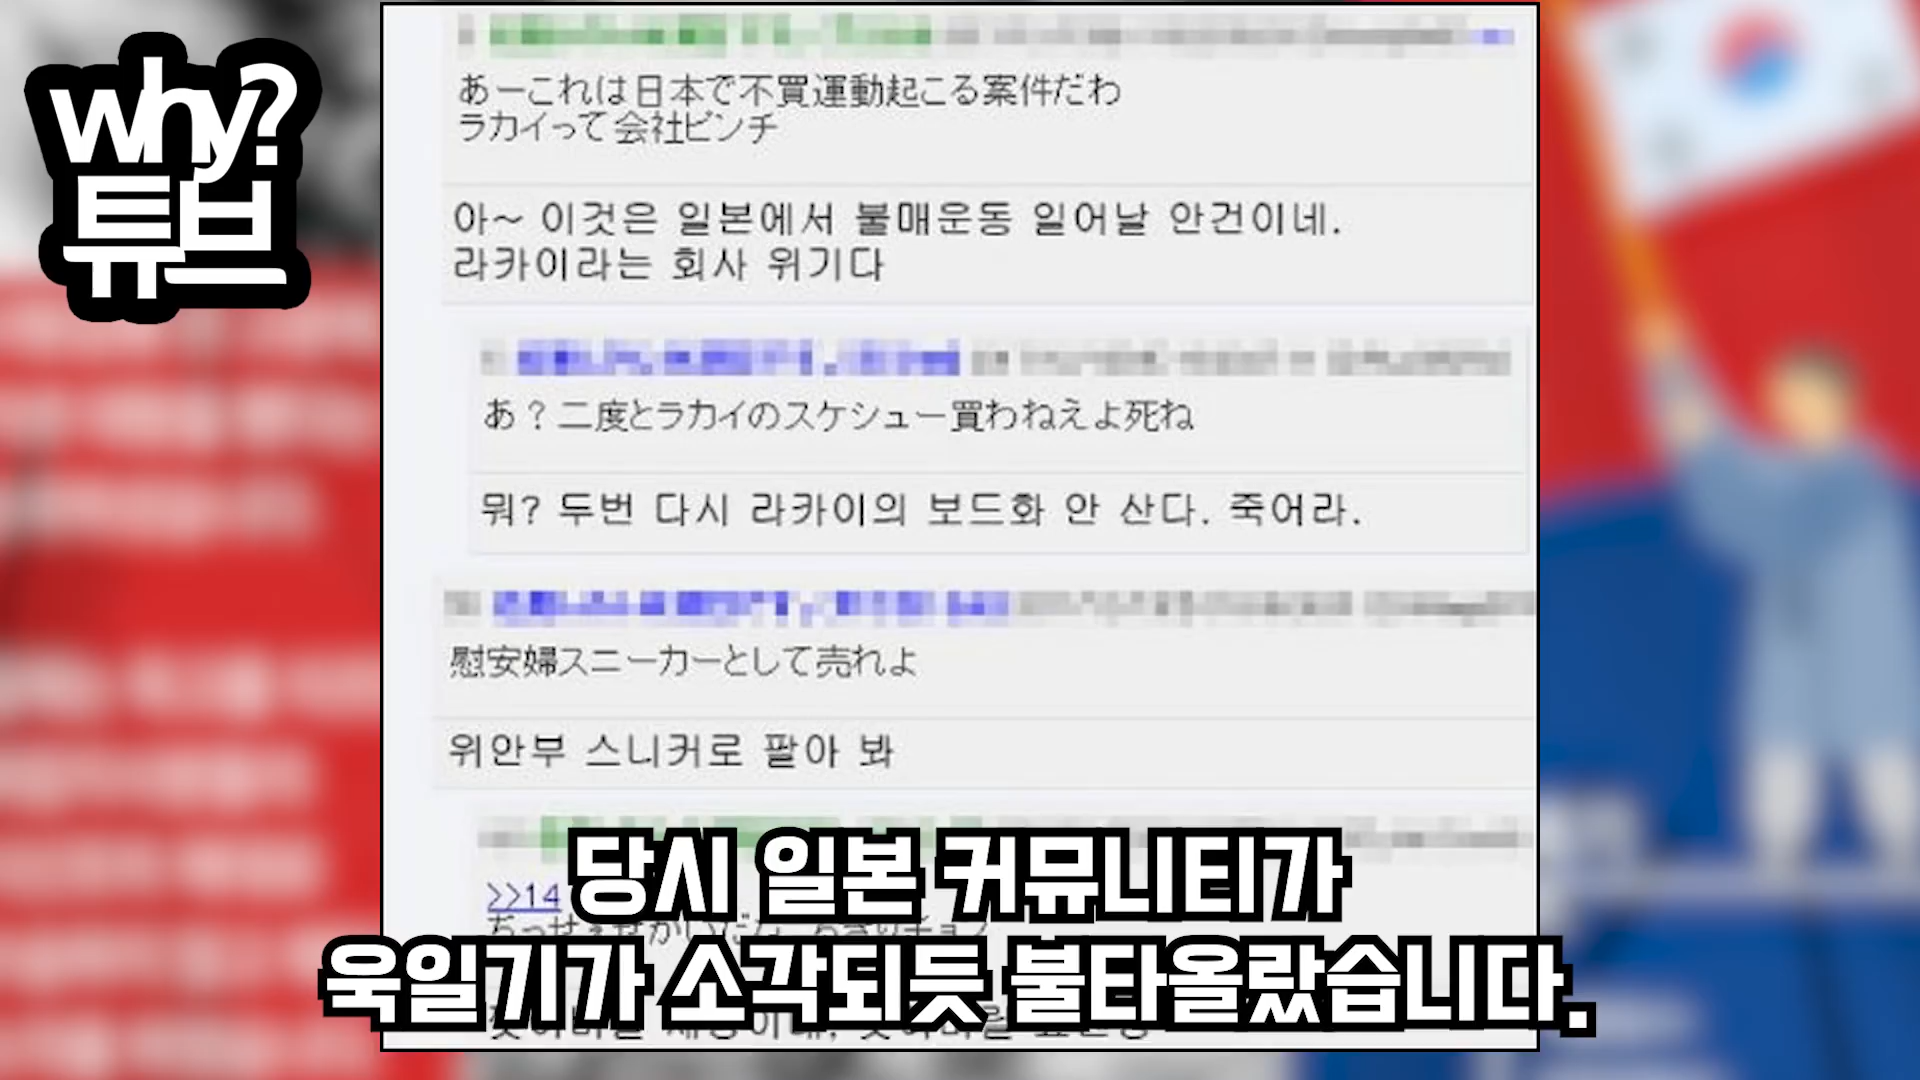 why?
튜브
あーこれは日本で不買運動起こる案件だわ
ラカイって会社ピンチ
아~ 이것은 일본에서 불매운동 일어날 안건이네.
라카이라는 회사 위기다
あ？二度とラカイのスケシュー買わねえよ死ね
뭐? 두번 다시 라카이의 보드화 안 산다. 죽어라.
慰安婦スニーカーとして売れよ
위안부 스니커로 팔아 봐
>>14
당시 일본 커뮤니티가
욱일기가 소각되듯 불타올랐습니다.